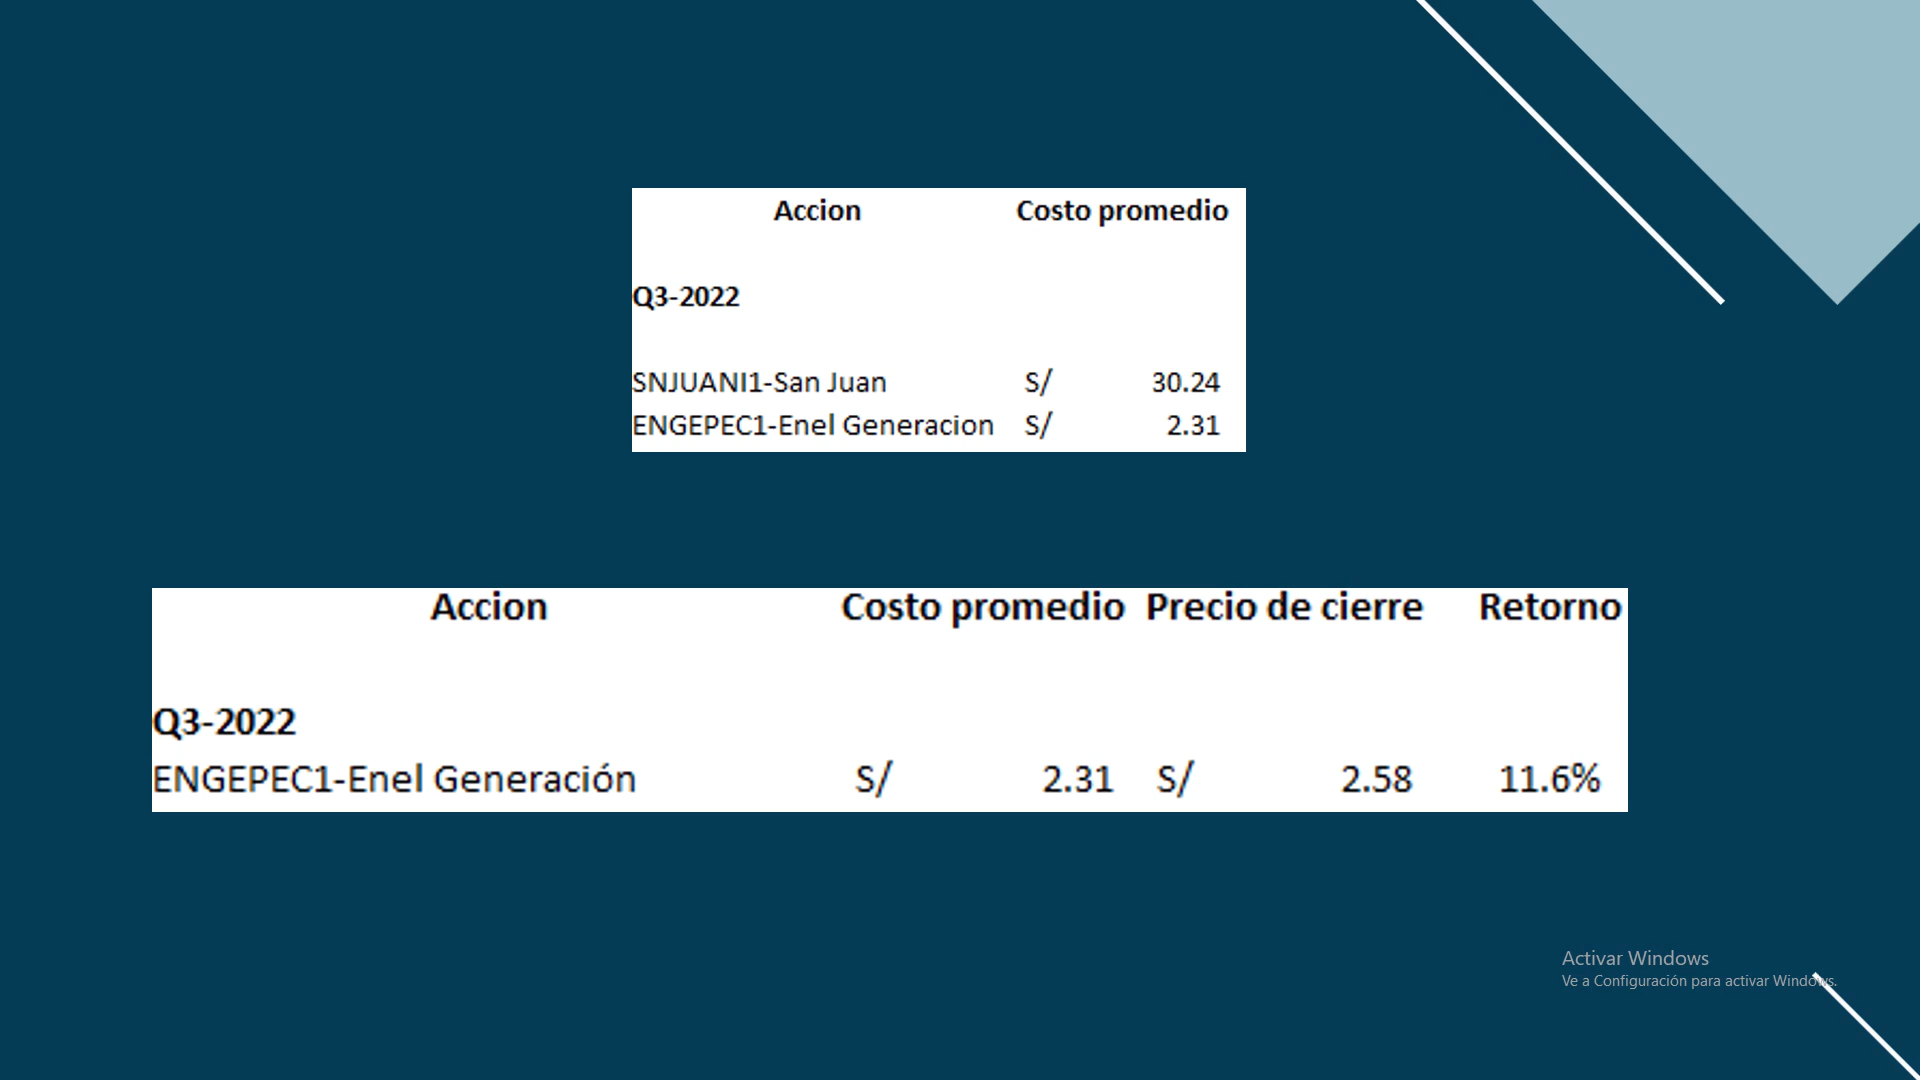 Accion Costo promedio
Q3-2022
SNJUANI1-San Juan S/ 30.24
ENGEPEC1-Enel Generacion S/ 2.31
Accion Costo promedio Precio de cierre Retorno
Q3-2022
ENGEPEC1-Enel Generación S/ 2.31 S/ 2.58 11.6%
Activar Windows
Ve a Configuración para activar Windows.